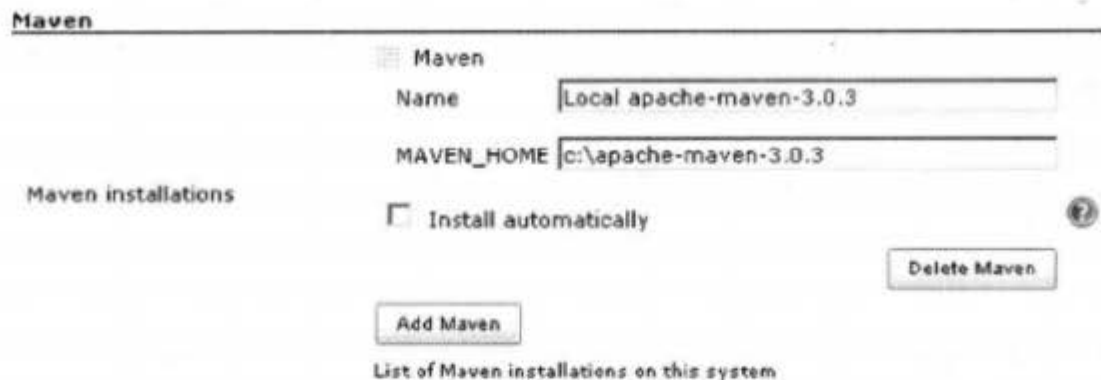 Maven
Maven
Name Local apache-maven-3.0.3
MAVEN_HOME c:\apache-maven-3.0.3
Maven installations
Install automatically
Delete Maven
Add Maven
List of Maven installations on this system